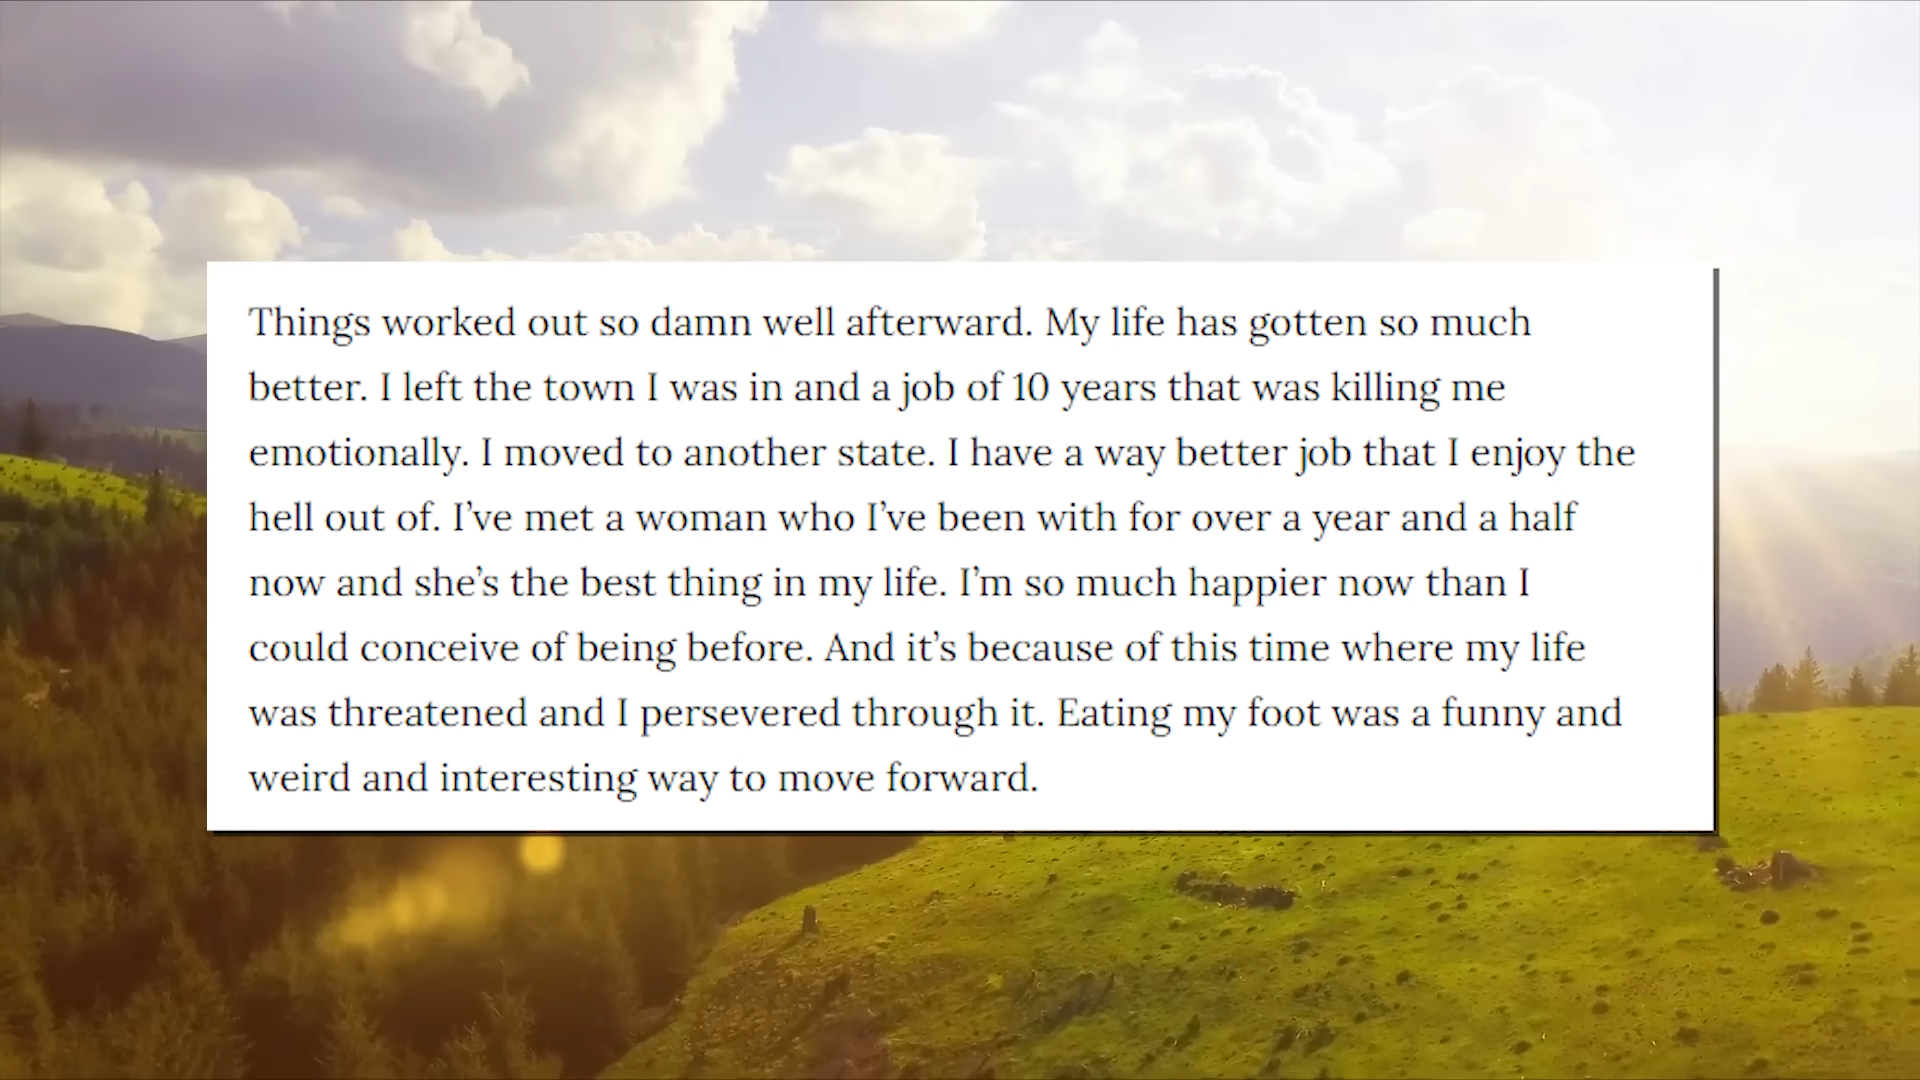 Things worked out so damn well afterward. My life has gotten so much
better. I left the town I was in and a job of 10 years that was killing me
emotionally. I moved to another state. I have a way better job that I enjoy the
hell out of. I’ve met a woman who I’ve been with for over a year and a half
now and she’s the best thing in my life. I’m so much happier now than I
could conceive of being before. And it’s because of this time where my life
was threatened and I persevered through it. Eating my foot was a funny and
weird and interesting way to move forward.